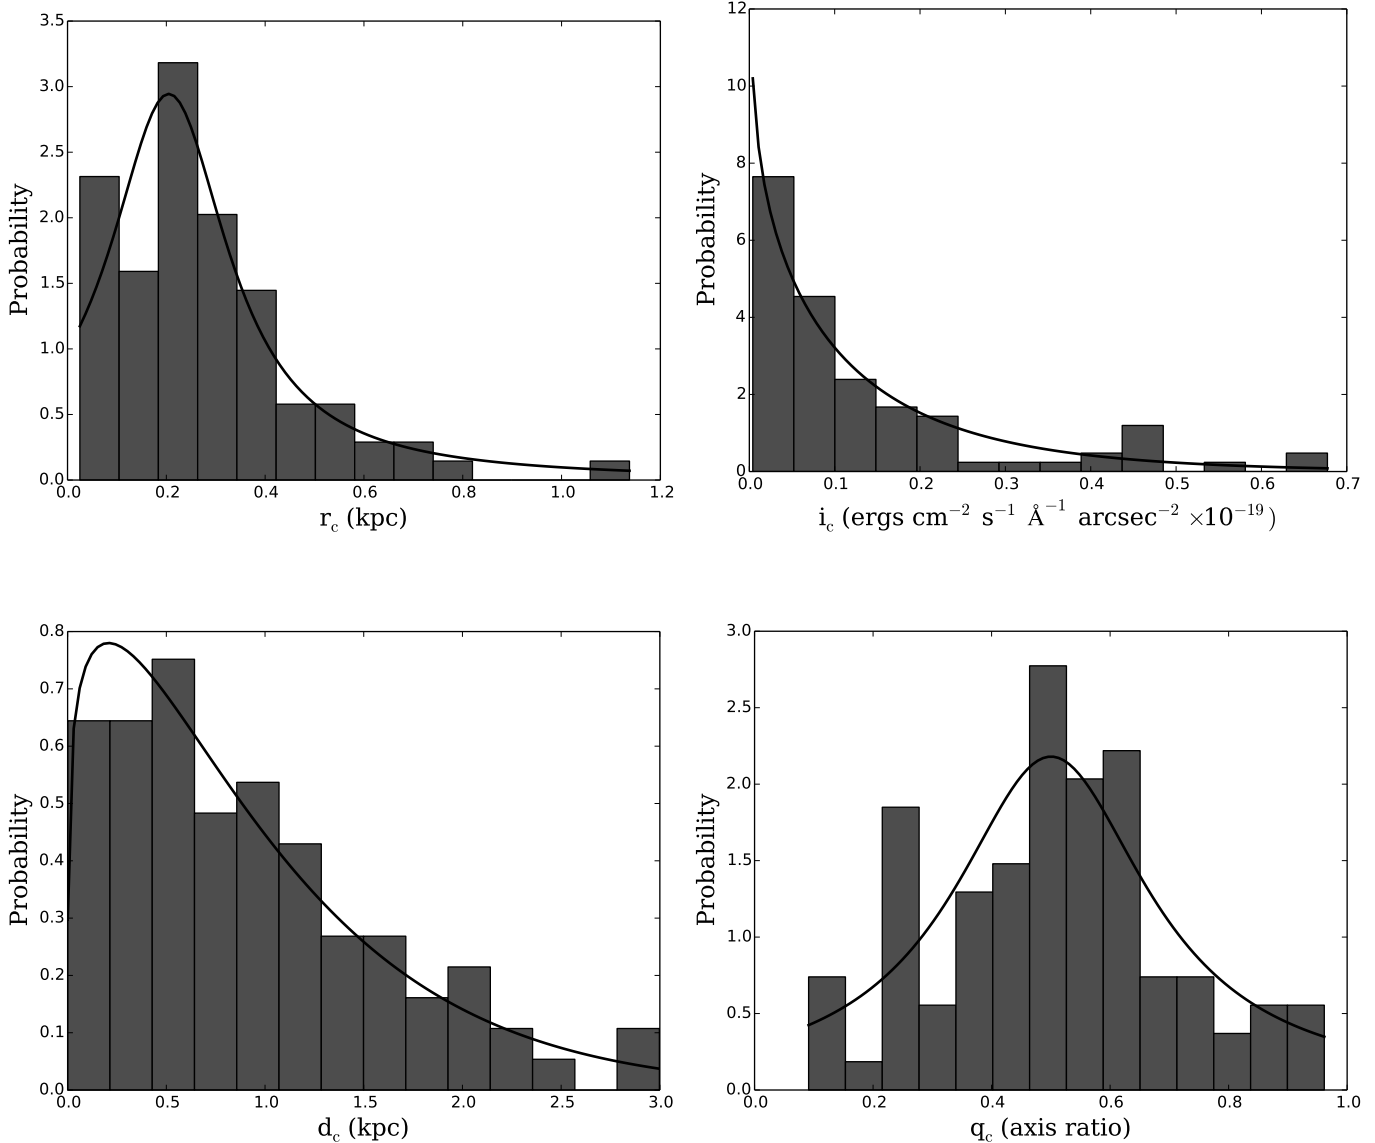 3.5
3.0
2.5
2.0
1.5
1.0
0.5
0.0
Probability
0.0 0.2 0.4 0.6 0.8 1.0 1.2
r_c (kpc)
12
10
8
6
4
2
0
Probability
0.0 0.1 0.2 0.3 0.4 0.5 0.6 0.7
i_c (ergs cm⁻² s⁻¹ Å⁻¹ arcsec⁻² ×10⁻¹⁹)
0.8
0.7
0.6
0.5
0.4
0.3
0.2
0.1
0.0
Probability
0.0 0.5 1.0 1.5 2.0 2.5 3.0
d_c (kpc)
3.0
2.5
2.0
1.5
1.0
0.5
0.0
Probability
0.0 0.2 0.4 0.6 0.8 1.0
q_c (axis ratio)